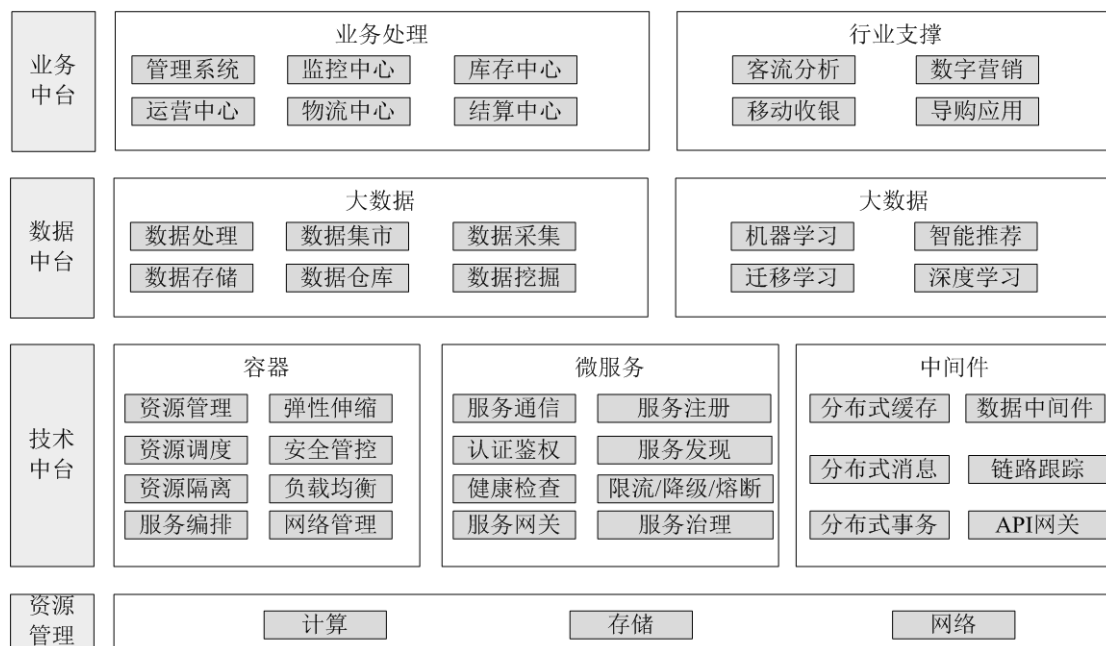 业务
中台
业务处理
管理系统 监控中心 库存中心
运营中心 物流中心 结算中心
行业支撑
客流分析 数字营销
移动收银 导购应用
数据
中台
大数据
数据处理 数据集市 数据采集
数据存储 数据仓库 数据挖掘
大数据
机器学习 智能推荐
迁移学习 深度学习
技术
中台
容器
资源管理 弹性伸缩
资源调度 安全管控
资源隔离 负载均衡
服务编排 网络管理
微服务
服务通信 服务注册
认证鉴权 服务发现
健康检查 限流/降级/熔断
服务网关 服务治理
中间件
分布式缓存 数据中间件
分布式消息 链路跟踪
分布式事务 API网关
资源
管理
计算 存储 网络